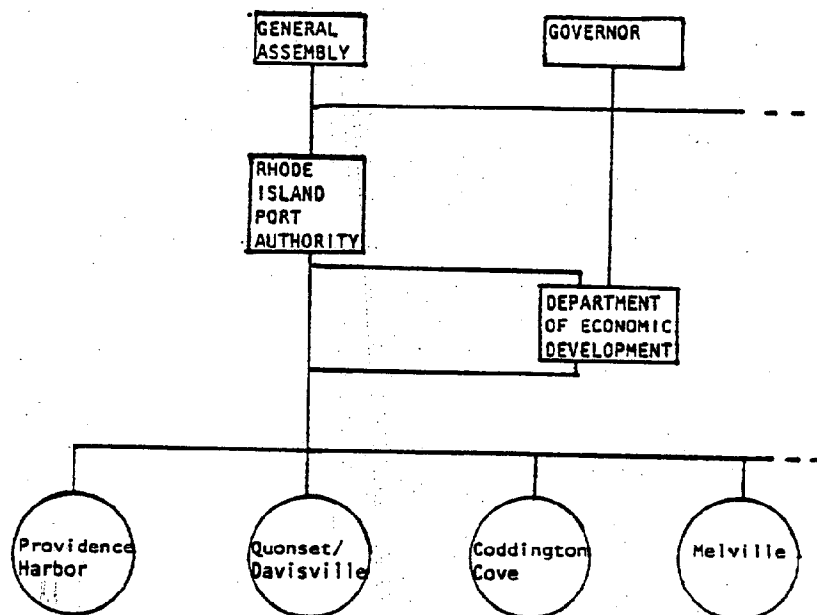 GENERAL
ASSEMBLY
GOVERNOR
RHODE
ISLAND
PORT
AUTHORITY
DEPARTMENT
OF ECONOMIC
DEVELOPMENT
Providence
Harbor
Quonset/
Davisville
Coddington
Cove
Melville